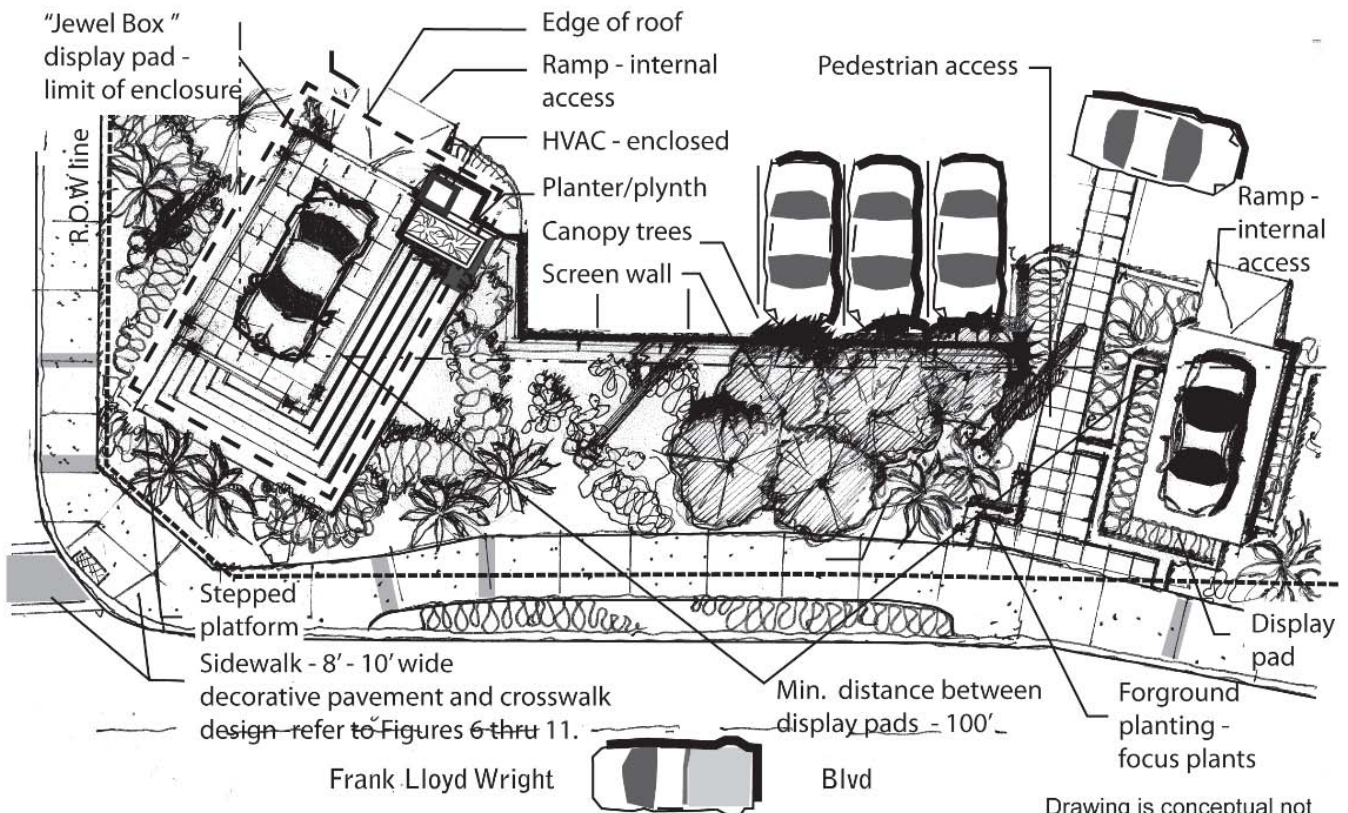 "Jewel Box "
display pad -
limit of enclosure
Edge of roof
Ramp - internal
access
HVAC - enclosed
Planter/plynth
Canopy trees
Screen wall
Pedestrian access
Ramp -
internal
access
R.O.W line
Stepped
platform
Sidewalk - 8' - 10' wide
decorative pavement and crosswalk
design refer to Figures 6 thru 11.
Min. distance between
display pads - 100'
Display
pad
Forground
planting -
focus plants
Frank Lloyd Wright Blvd
Drawing is conceptual not